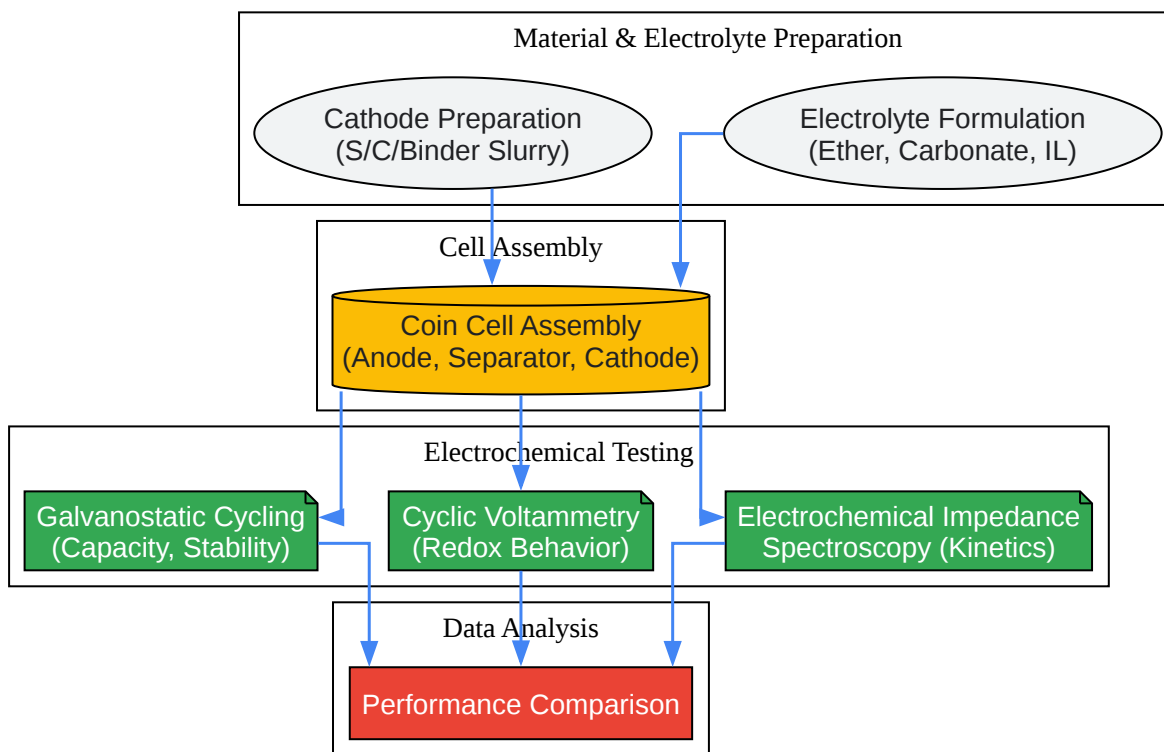 Material & Electrolyte Preparation
Cathode Preparation
(S/C/Binder Slurry)
Electrolyte Formulation
(Ether, Carbonate, IL)
Cell Assembly
Coin Cell Assembly
(Anode, Separator, Cathode)
Electrochemical Testing
Galvanostatic Cycling
(Capacity, Stability)
Cyclic Voltammetry
(Redox Behavior)
Electrochemical Impedance
Spectroscopy (Kinetics)
Data Analysis
Performance Comparison